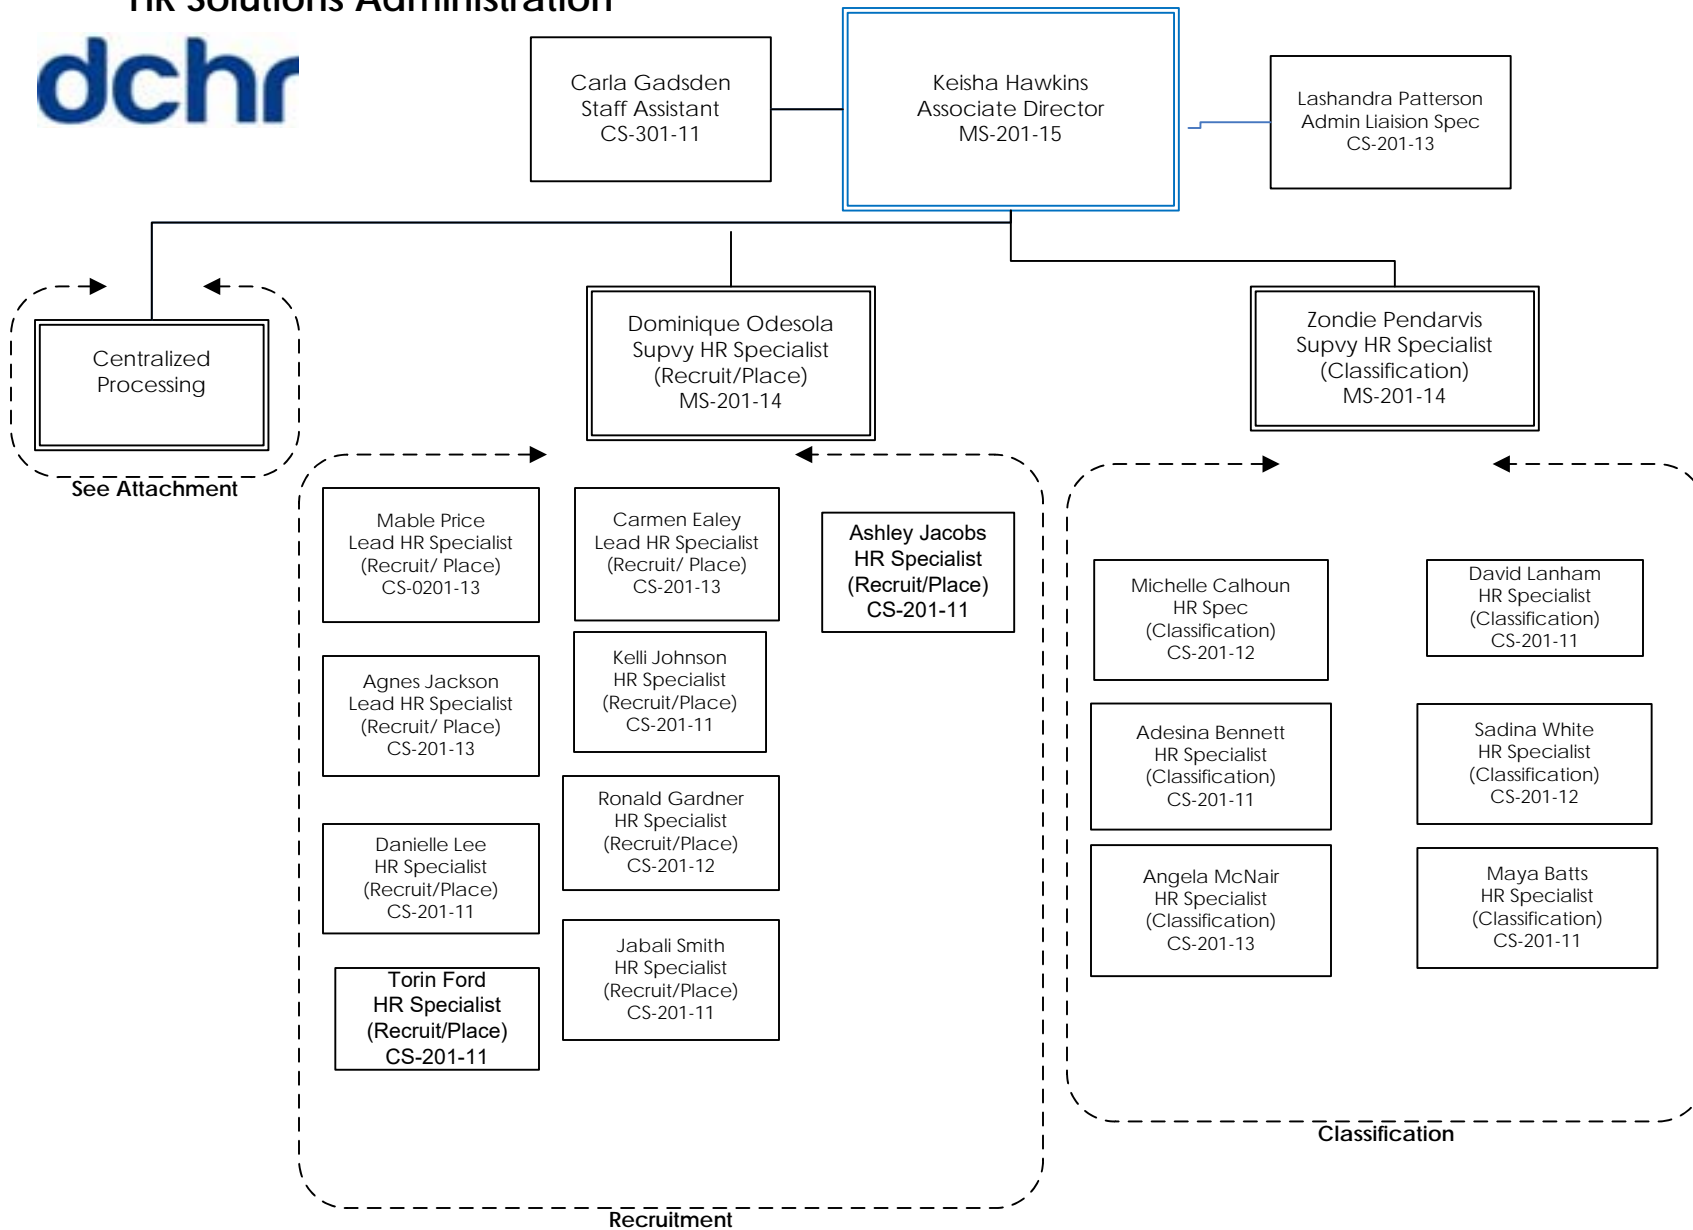 HR Solutions Administration
dchr
Carla Gadsden
Staff Assistant
CS-301-11
Keisha Hawkins
Associate Director
MS-201-15
Lashandra Patterson
Admin Liaision Spec
CS-201-13
Centralized
Processing
See Attachment
Dominique Odesola
Supvy HR Specialist
(Recruit/Place)
MS-201-14
Zondie Pendarvis
Supvy HR Specialist
(Classification)
MS-201-14
Mable Price
Lead HR Specialist
(Recruit/ Place)
CS-0201-13
Agnes Jackson
Lead HR Specialist
(Recruit/ Place)
CS-201-13
Danielle Lee
HR Specialist
(Recruit/Place)
CS-201-11
Torin Ford
HR Specialist
(Recruit/Place)
CS-201-11
Carmen Ealey
Lead HR Specialist
(Recruit/ Place)
CS-201-13
Kelli Johnson
HR Specialist
(Recruit/Place)
CS-201-11
Ronald Gardner
HR Specialist
(Recruit/Place)
CS-201-12
Jabali Smith
HR Specialist
(Recruit/Place)
CS-201-11
Ashley Jacobs
HR Specialist
(Recruit/Place)
CS-201-11
Recruitment
Michelle Calhoun
HR Spec
(Classification)
CS-201-12
Adesina Bennett
HR Specialist
(Classification)
CS-201-11
Angela McNair
HR Specialist
(Classification)
CS-201-13
David Lanham
HR Specialist
(Classification)
CS-201-11
Sadina White
HR Specialist
(Classification)
CS-201-12
Maya Batts
HR Specialist
(Classification)
CS-201-11
Classification